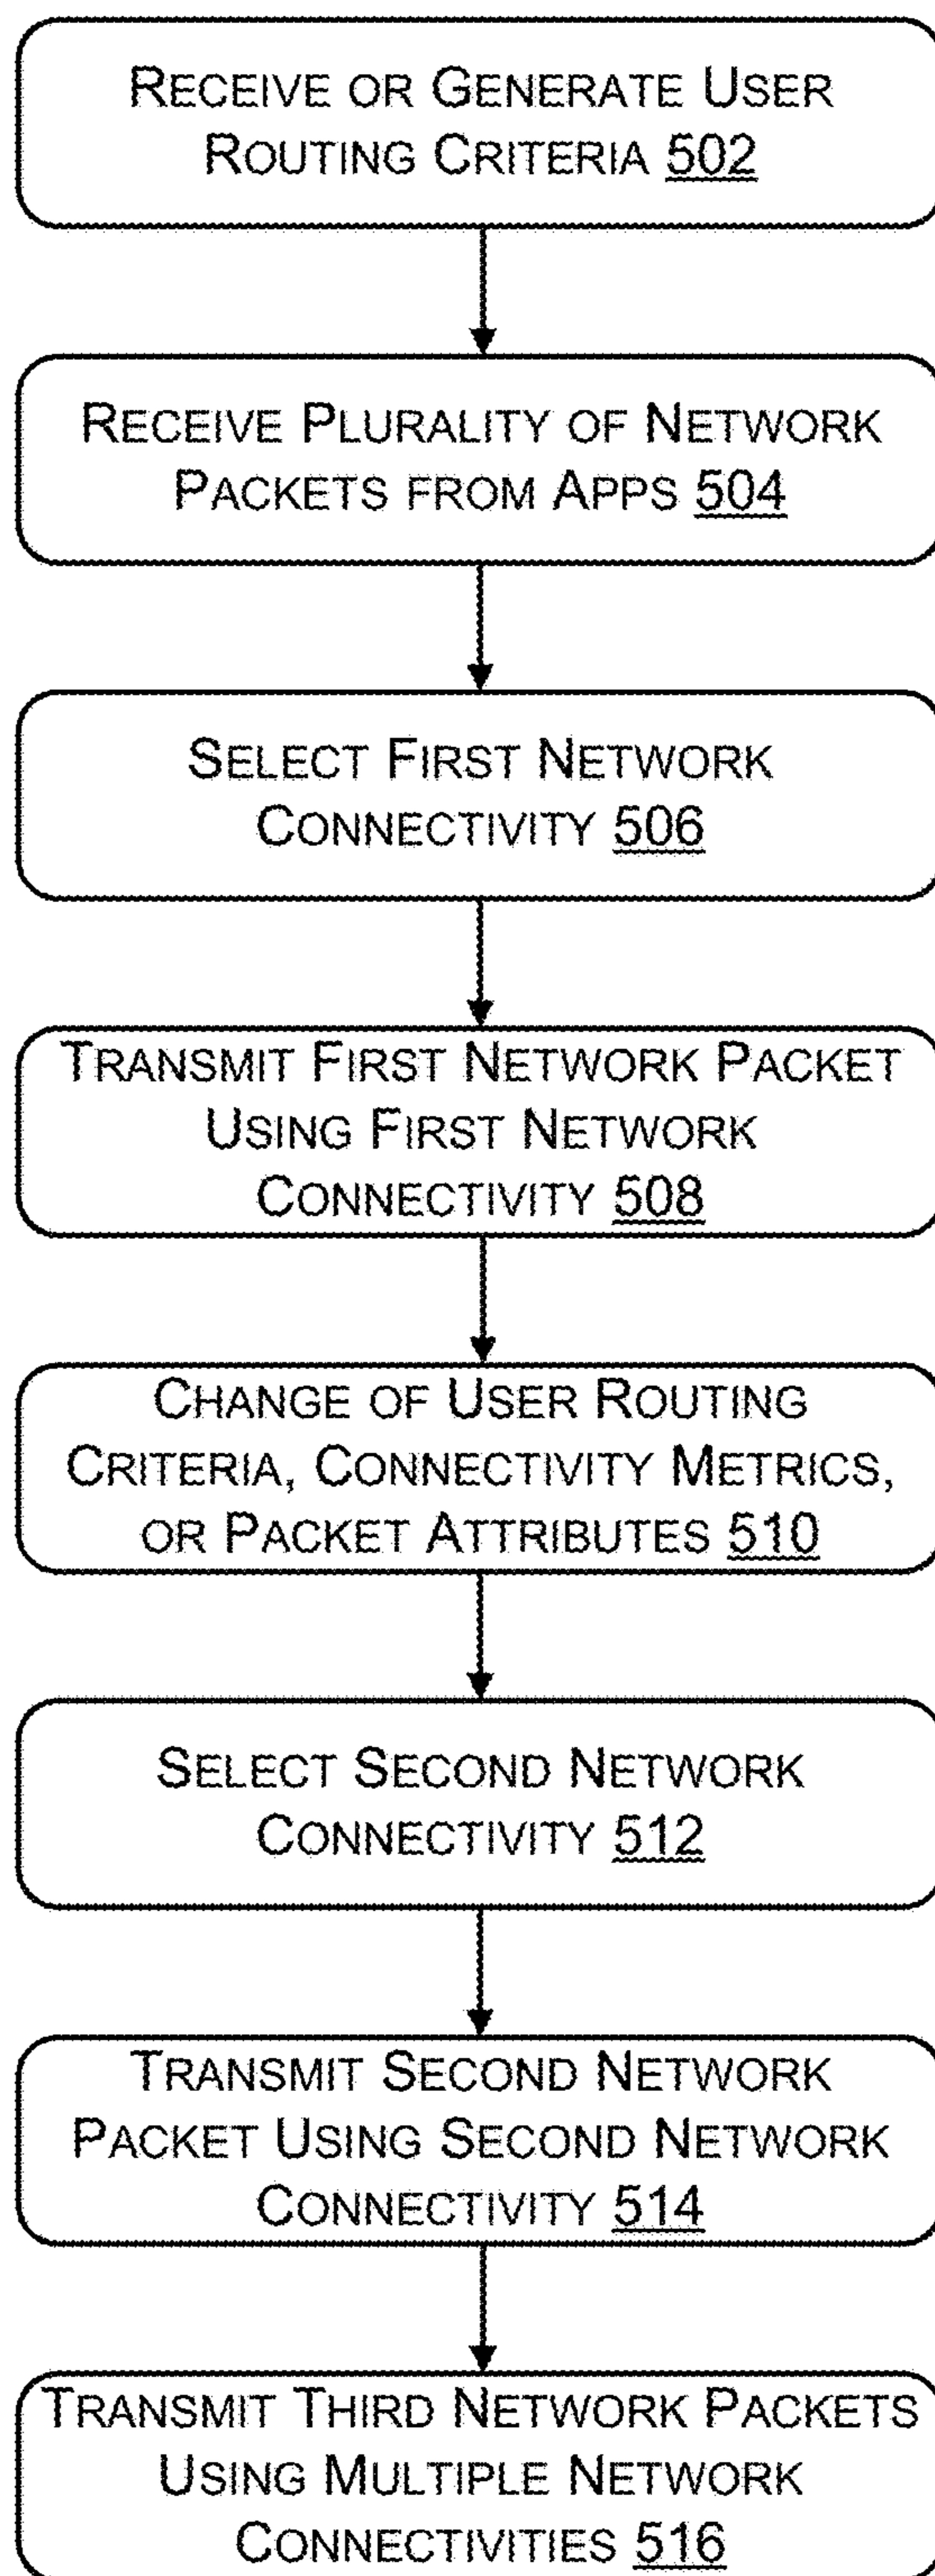 RECEIVE OR GENERATE USER
ROUTING CRITERIA 502
RECEIVE PLURALITY OF NETWORK
PACKETS FROM APPS 504
SELECT FIRST NETWORK
CONNECTIVITY 506
TRANSMIT FIRST NETWORK PACKET
USING FIRST NETWORK
CONNECTIVITY 508
CHANGE OF USER ROUTING
CRITERIA, CONNECTIVITY METRICS,
OR PACKET ATTRIBUTES 510
SELECT SECOND NETWORK
CONNECTIVITY 512
TRANSMIT SECOND NETWORK
PACKET USING SECOND NETWORK
CONNECTIVITY 514
TRANSMIT THIRD NETWORK PACKETS
USING MULTIPLE NETWORK
CONNECTIVITIES 516